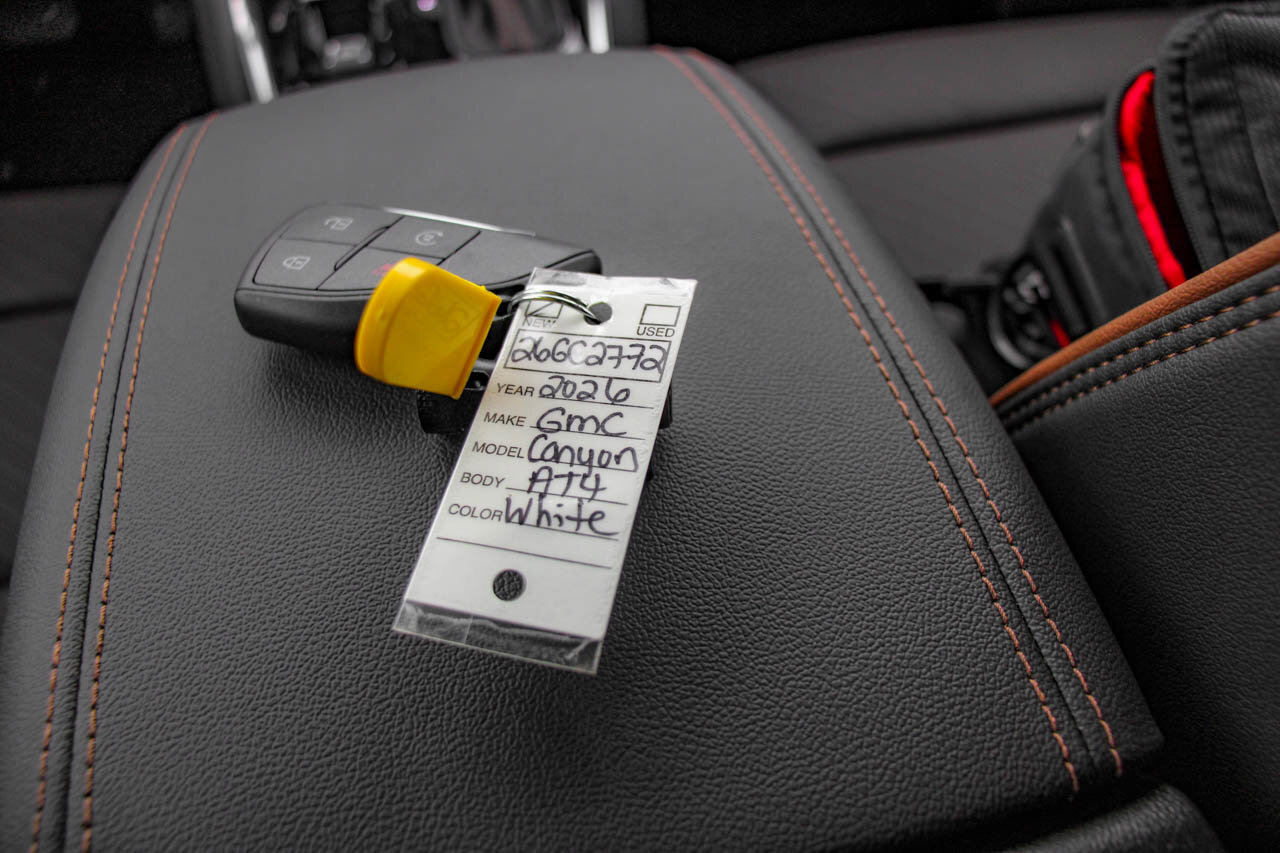 NEW USED
26GC2772
YEAR 2026
MAKE GMC
MODEL Canyon
BODY AT4
COLOR White